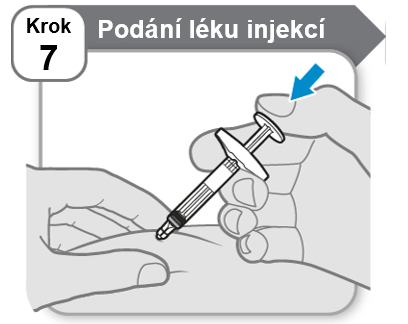 Krok
7
Podání léku injekcí